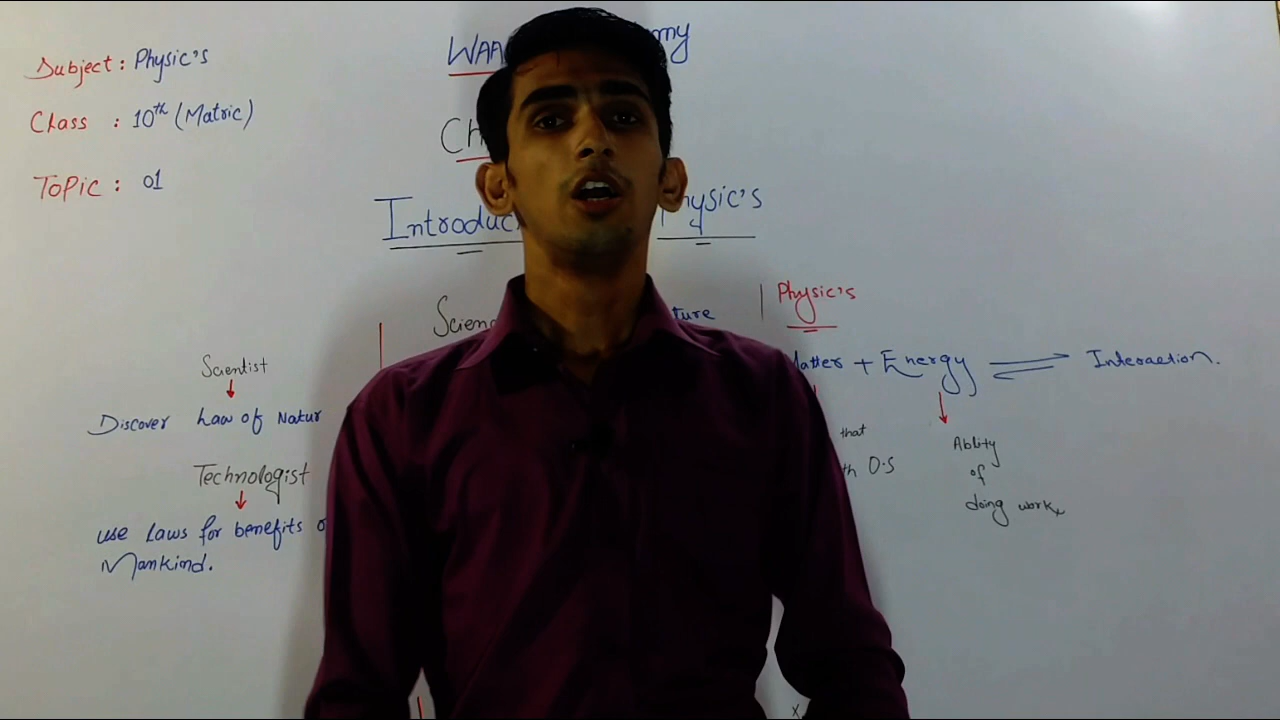 Subject : Physic's
Class : 10th (Matric)
Topic : 01
Introduc Physic's
Scien ture
Physic's
Scientist
Discover Law of Natur
Technologist
use Laws for benefits o
Mankind.
Matter + Energy ⇌ Interaction.
that
th O.S
Ablity
of
doing work